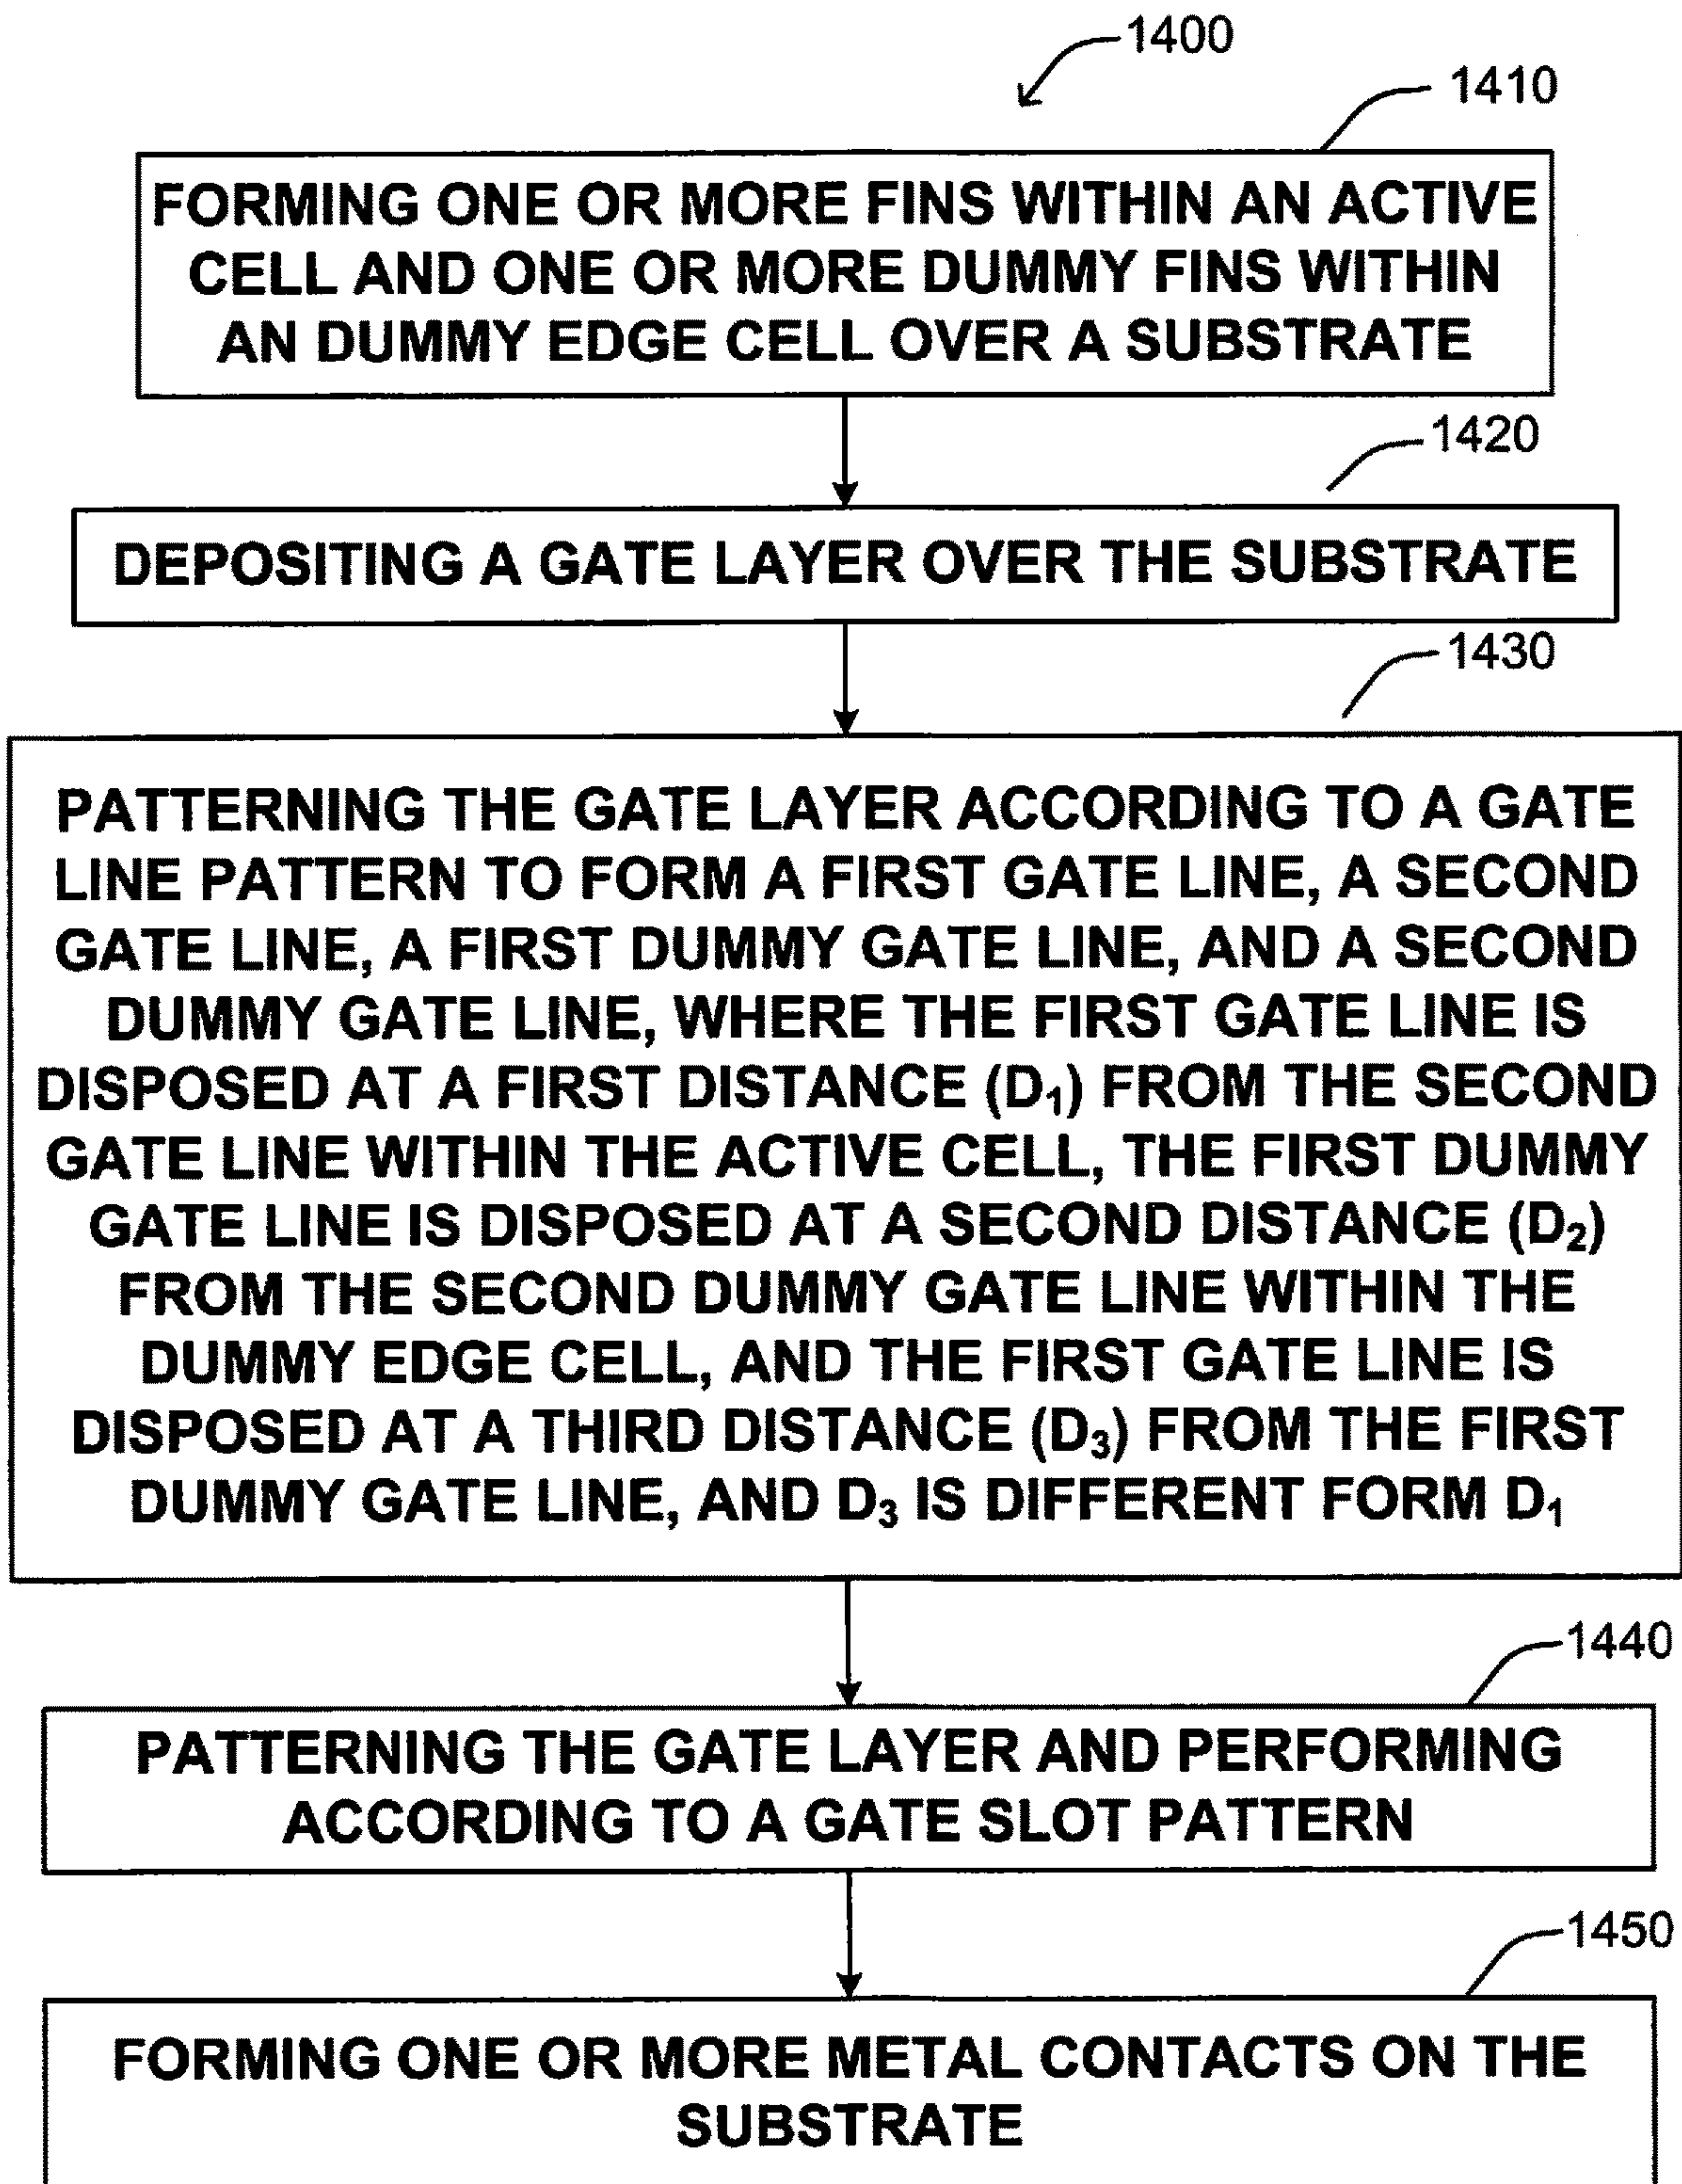 1400
1410
FORMING ONE OR MORE FINS WITHIN AN ACTIVE
CELL AND ONE OR MORE DUMMY FINS WITHIN
AN DUMMY EDGE CELL OVER A SUBSTRATE
1420
DEPOSITING A GATE LAYER OVER THE SUBSTRATE
1430
PATTERNING THE GATE LAYER ACCORDING TO A GATE
LINE PATTERN TO FORM A FIRST GATE LINE, A SECOND
GATE LINE, A FIRST DUMMY GATE LINE, AND A SECOND
DUMMY GATE LINE, WHERE THE FIRST GATE LINE IS
DISPOSED AT A FIRST DISTANCE (D₁) FROM THE SECOND
GATE LINE WITHIN THE ACTIVE CELL, THE FIRST DUMMY
GATE LINE IS DISPOSED AT A SECOND DISTANCE (D₂)
FROM THE SECOND DUMMY GATE LINE WITHIN THE
DUMMY EDGE CELL, AND THE FIRST GATE LINE IS
DISPOSED AT A THIRD DISTANCE (D₃) FROM THE FIRST
DUMMY GATE LINE, AND D₃ IS DIFFERENT FORM D₁
1440
PATTERNING THE GATE LAYER AND PERFORMING
ACCORDING TO A GATE SLOT PATTERN
1450
FORMING ONE OR MORE METAL CONTACTS ON THE
SUBSTRATE